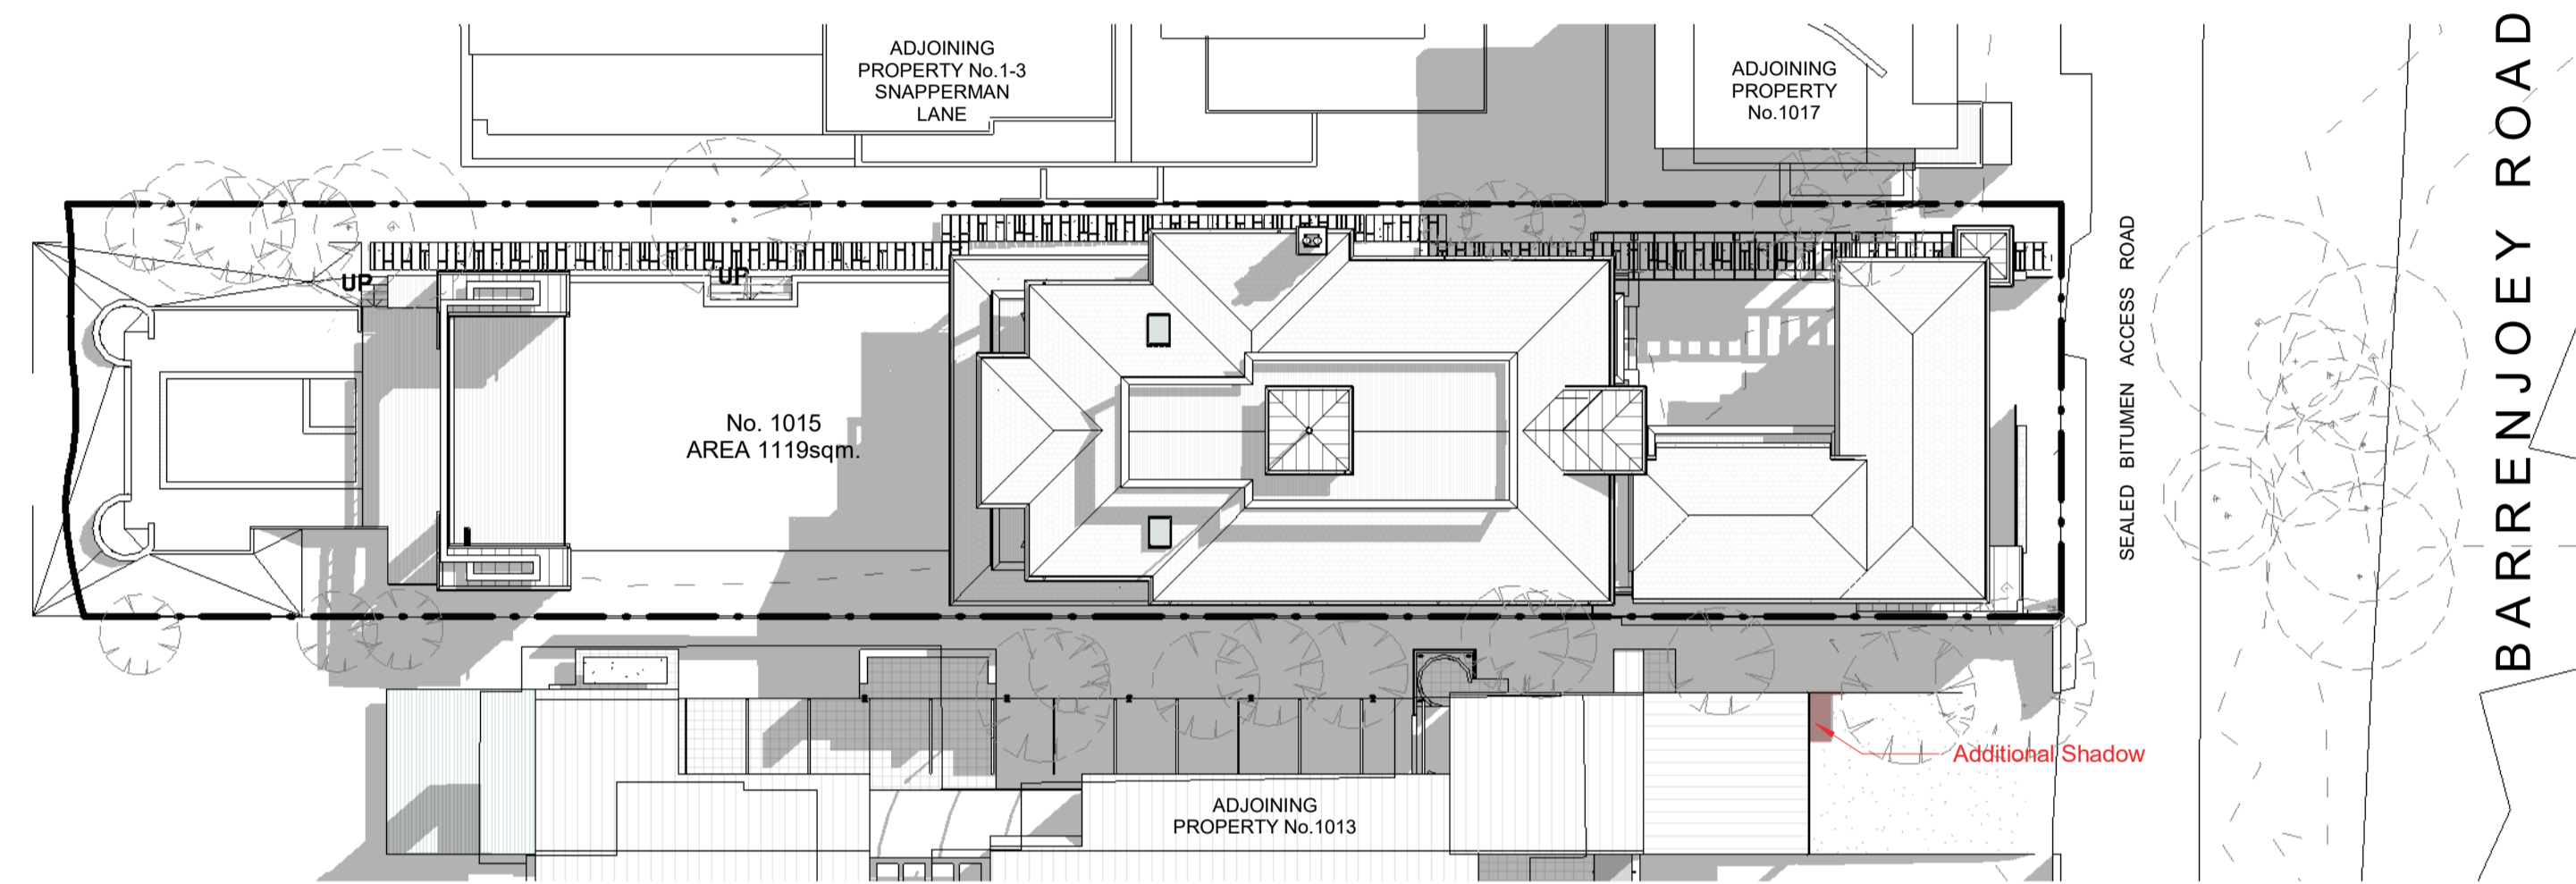 ADJOINING
PROPERTY No.1-3
SNAPPERMAN
LANE
ADJOINING
PROPERTY
No.1017
UP
UP
No. 1015
AREA 1119sqm.
SEALED BITUMEN ACCESS ROAD
BARRENJOEY ROAD
Additional Shadow
ADJOINING
PROPERTY No.1013